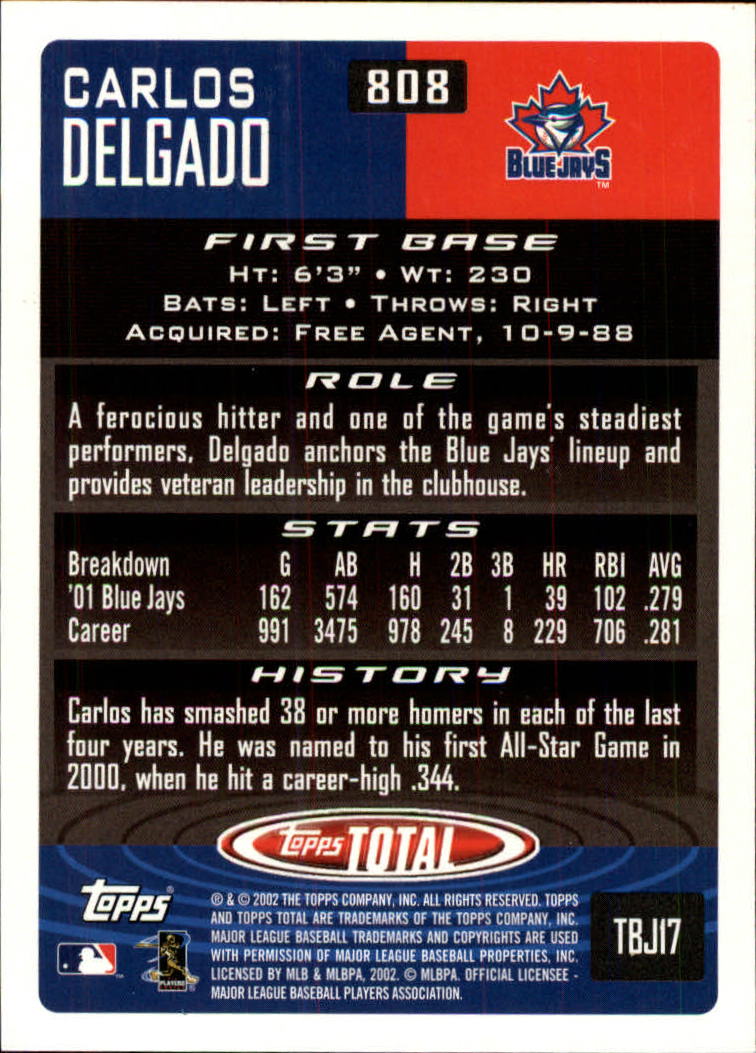 CARLOS
DELGADO
808
BLUE JAYS
TM
FIRST BASE
HT: 6'3" • WT: 230
BATS: LEFT • THROWS: RIGHT
ACQUIRED: FREE AGENT, 10-9-88
ROLE
A ferocious hitter and one of the game's steadiest
performers, Delgado anchors the Blue Jays' lineup and
provides veteran leadership in the clubhouse.
STATS
Breakdown G AB H 2B 3B HR RBI AVG
'01 Blue Jays 162 574 160 31 1 39 102 .279
Career 991 3475 978 245 8 229 706 .281
HISTORY
Carlos has smashed 38 or more homers in each of the last
four years. He was named to his first All-Star Game in
2000, when he hit a career-high .344.
Topps TOTAL
Topps®
® & © 2002 THE TOPPS COMPANY, INC. ALL RIGHTS RESERVED. TOPPS
AND TOPPS TOTAL ARE TRADEMARKS OF THE TOPPS COMPANY, INC.
MAJOR LEAGUE BASEBALL TRADEMARKS AND COPYRIGHTS ARE USED
WITH PERMISSION OF MAJOR LEAGUE BASEBALL PROPERTIES, INC.
LICENSED BY MLB & MLBPA, 2002. © MLBPA. OFFICIAL LICENSEE -
MAJOR LEAGUE BASEBALL PLAYERS ASSOCIATION.
PLAYERS
TBJ17